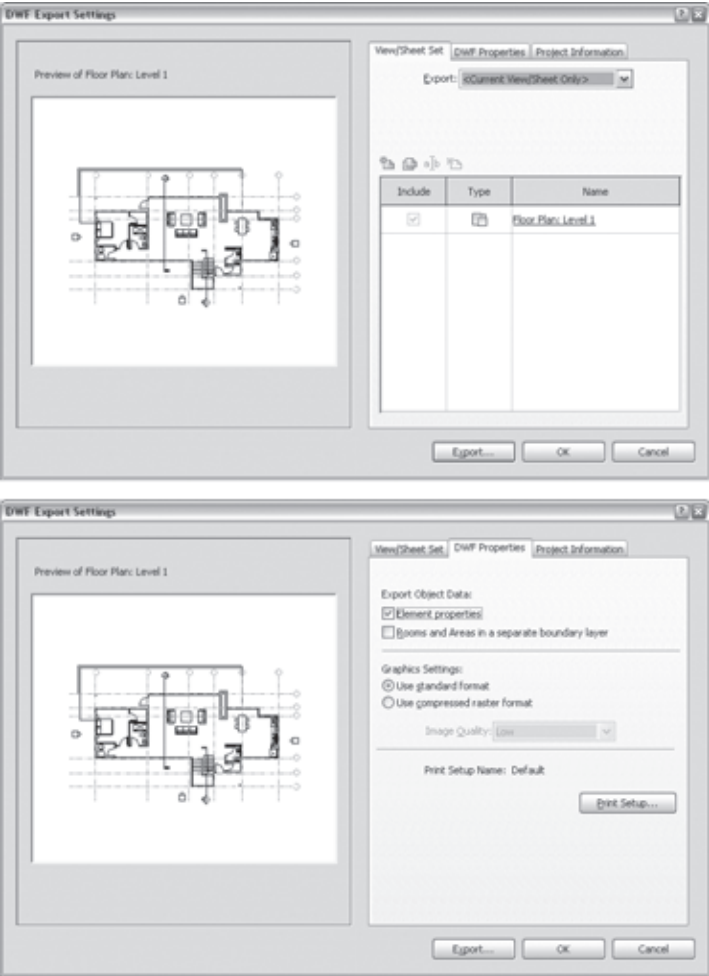 DWF Export Settings
Preview of Floor Plan: Level 1
View/Sheet Set DWF Properties Project Information
Export: <Current View/Sheet Only>
Include Type Name
Floor Plan: Level 1
Export... OK Cancel
DWF Export Settings
Preview of Floor Plan: Level 1
View/Sheet Set DWF Properties Project Information
Export Object Data:
Element properties
Rooms and Areas in a separate boundary layer
Graphics Settings:
Use standard format
Use compressed raster format
Image Quality: Low
Print Setup Name: Default
Print Setup...
Export... OK Cancel